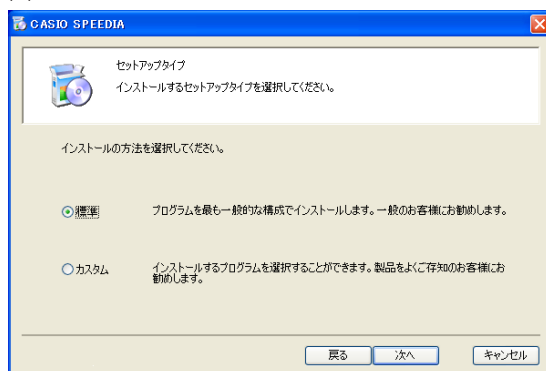 CASIO SPEEDIA
セットアップタイプ
インストールするセットアップタイプを選択してください。
インストールの方法を選択してください。
標準
プログラムを最も一般的な構成でインストールします。一般のお客様にお勧めします。
カスタム
インストールするプログラムを選択することができます。製品をよくご存知のお客様にお
勧めします。
戻る
次へ
キャンセル